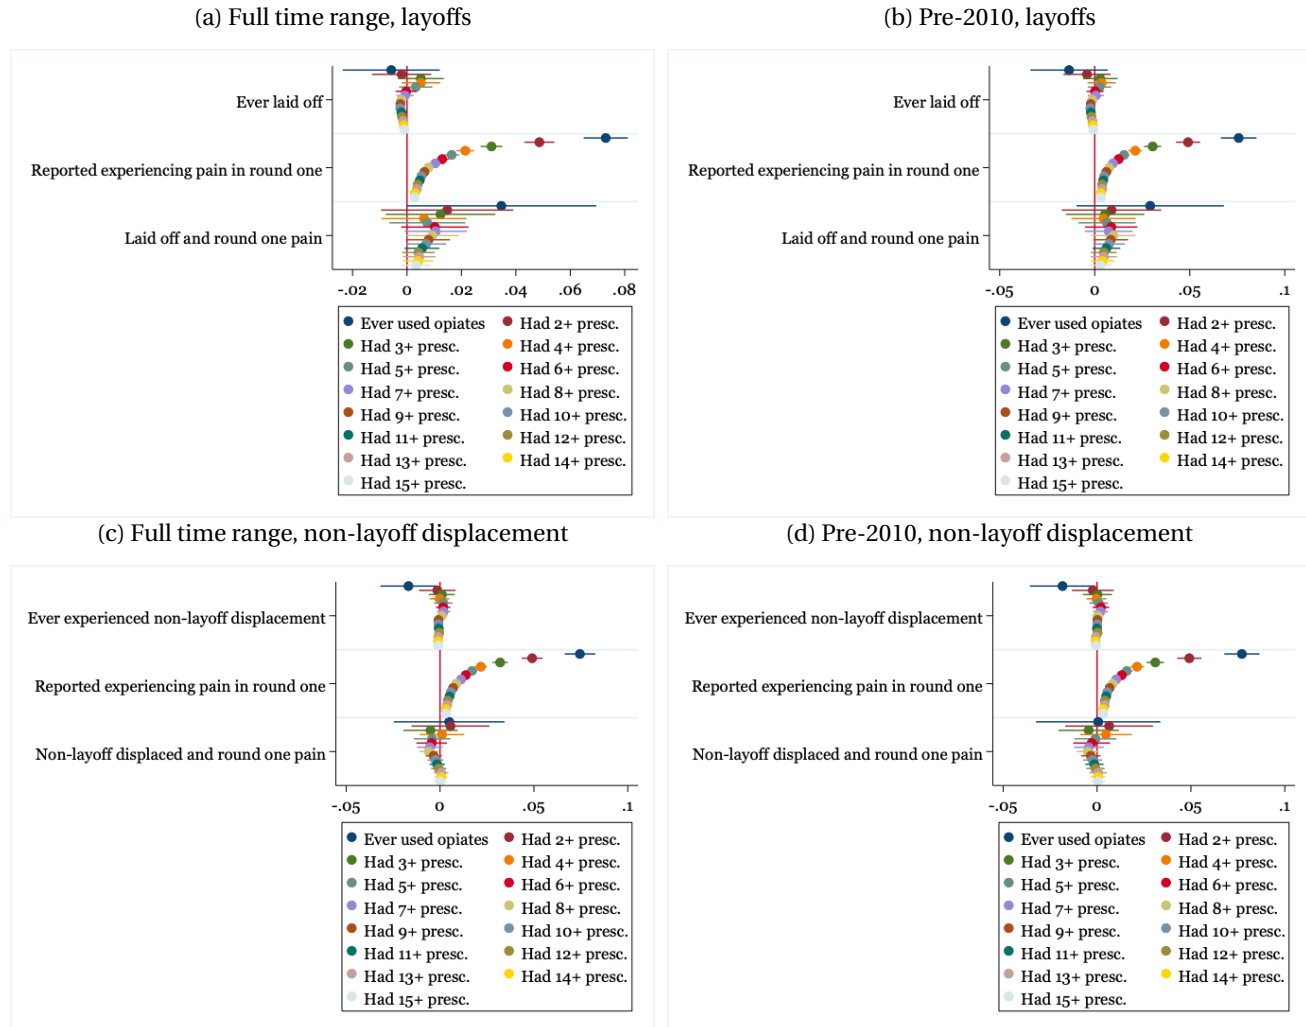 (a) Full time range, layoffs
Ever laid off
Reported experiencing pain in round one
Laid off and round one pain
-.02 0 .02 .04 .06 .08
Ever used opiates Had 2+ presc.
Had 3+ presc. Had 4+ presc.
Had 5+ presc. Had 6+ presc.
Had 7+ presc. Had 8+ presc.
Had 9+ presc. Had 10+ presc.
Had 11+ presc. Had 12+ presc.
Had 13+ presc. Had 14+ presc.
Had 15+ presc.
(b) Pre-2010, layoffs
Ever laid off
Reported experiencing pain in round one
Laid off and round one pain
-.05 0 .05 .1
Ever used opiates Had 2+ presc.
Had 3+ presc. Had 4+ presc.
Had 5+ presc. Had 6+ presc.
Had 7+ presc. Had 8+ presc.
Had 9+ presc. Had 10+ presc.
Had 11+ presc. Had 12+ presc.
Had 13+ presc. Had 14+ presc.
Had 15+ presc.
(c) Full time range, non-layoff displacement
Ever experienced non-layoff displacement
Reported experiencing pain in round one
Non-layoff displaced and round one pain
-.05 0 .05 .1
Ever used opiates Had 2+ presc.
Had 3+ presc. Had 4+ presc.
Had 5+ presc. Had 6+ presc.
Had 7+ presc. Had 8+ presc.
Had 9+ presc. Had 10+ presc.
Had 11+ presc. Had 12+ presc.
Had 13+ presc. Had 14+ presc.
Had 15+ presc.
(d) Pre-2010, non-layoff displacement
Ever experienced non-layoff displacement
Reported experiencing pain in round one
Non-layoff displaced and round one pain
-.05 0 .05 .1
Ever used opiates Had 2+ presc.
Had 3+ presc. Had 4+ presc.
Had 5+ presc. Had 6+ presc.
Had 7+ presc. Had 8+ presc.
Had 9+ presc. Had 10+ presc.
Had 11+ presc. Had 12+ presc.
Had 13+ presc. Had 14+ presc.
Had 15+ presc.